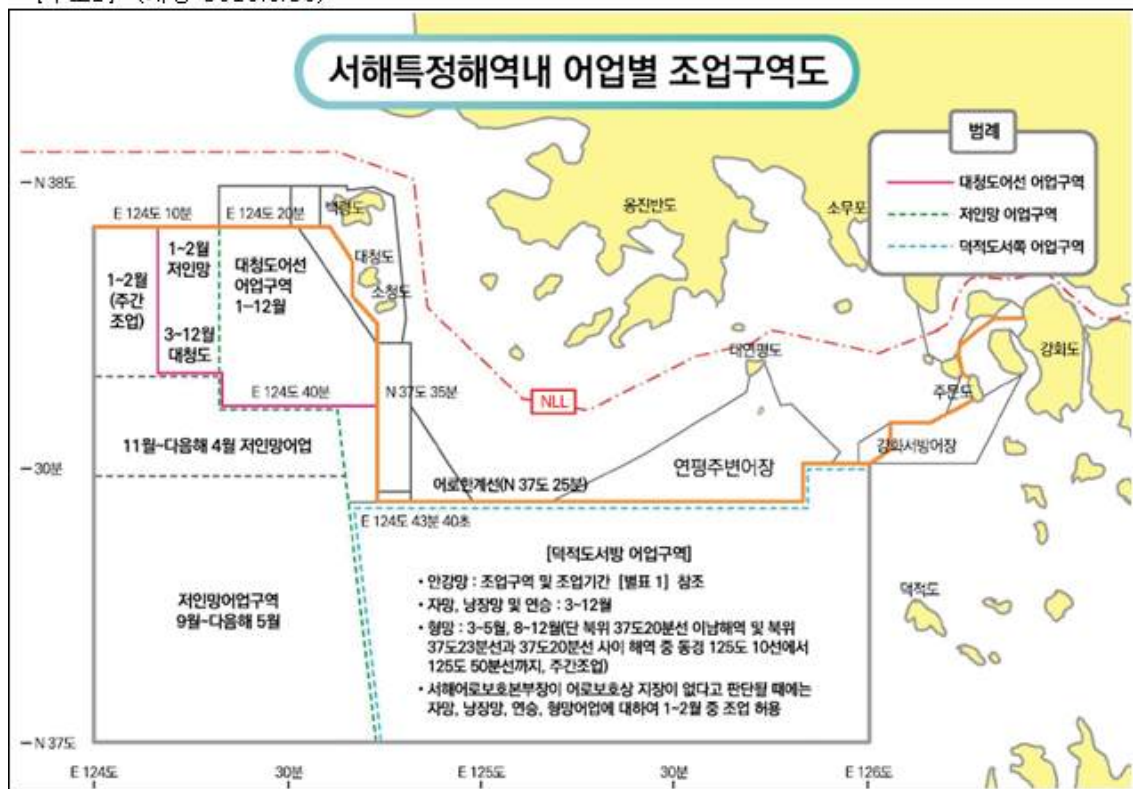 서해특정해역내 어업별 조업구역도
범례
대청도어선 어업구역
저인망 어업구역
덕적도서쪽 어업구역
N 38도
E 124도 10분
E 124도 20분
백령도
옹진반도
소무포
1~2월
저인망
대청도어선
어업구역
1-12월
대청도
소청도
1~2월
(주간
조업)
3~12월
대청도
E 124도 40분
N 37도 35분
NLL
대연평도
강회도
주문도
강화서방어장
30분
11월~다음해 4월 저인망어업
어로한계선(N 37도 25분)
연평주변어장
E 124도 43분 40초
[덕적도서방 어업구역]
• 안강망 : 조업구역 및 조업기간 [별표 1] 참조
• 자망, 낭장망 및 연승 : 3~12월
• 형망 : 3~5월, 8~12월(단 북위 37도20분선 이남해역 및 북위
37도23분선과 37도20분선 사이 해역 중 동경 125도 10선에서
125도 50분선까지, 주간조업)
• 서해어로보호본부장이 어로보호상 지장이 없다고 판단될 때에는
자망, 낭장망, 연승, 형망어업에 대하여 1~2월 중 조업 허용
저인망어업구역
9월~다음해 5월
덕적도
N 37도
E 124도
30분
E 125도
30분
E 126도